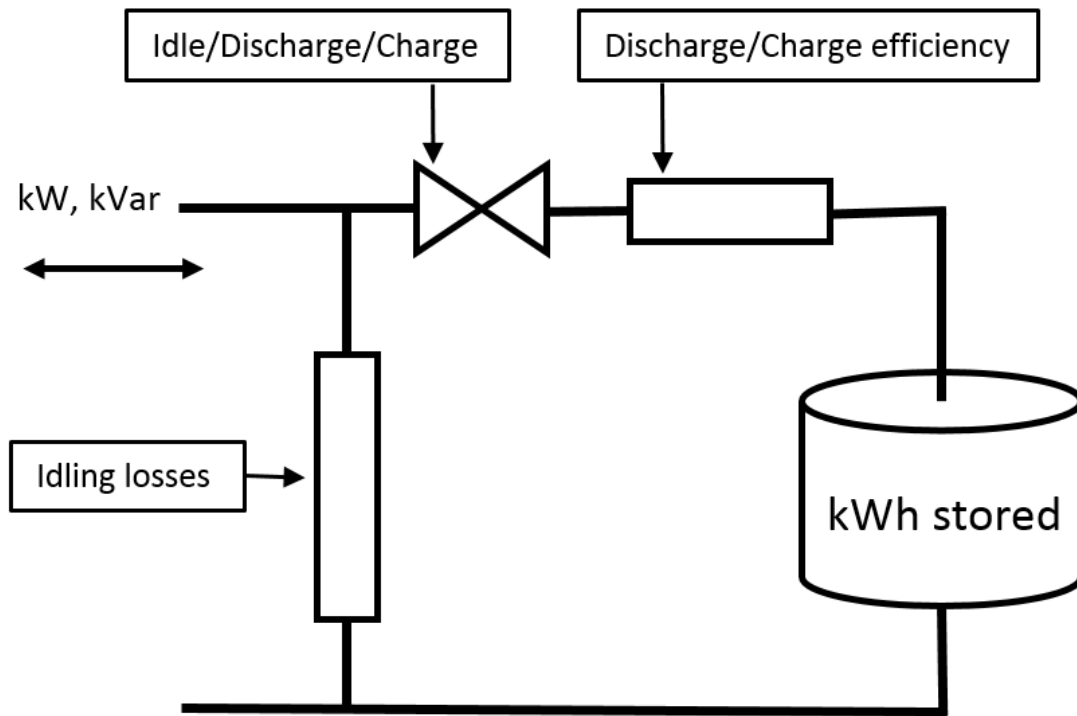 Idle/Discharge/Charge
Discharge/Charge efficiency
kW, kVar
Idling losses
kWh stored